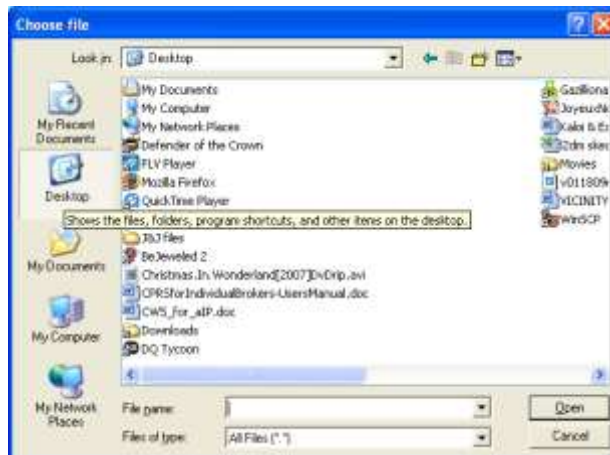 Choose file
Look in: Desktop
My Recent Documents
Desktop
My Documents
My Computer
My Network Places
My Documents
My Computer
My Network Places
Defender of the Crown
FLV Player
Mozilla Firefox
QuickTime Player
Shows the files, folders, program shortcuts, and other items on the desktop.
J&J files
BeJeweled 2
Christmas.In.Wonderland[2007]DvDrip.avi
CPRSforIndividualBrokers-UsersManual.doc
CWS_for_aIP.doc
Downloads
DQ Tycoon
Movies
VICINITY
WinSCP
File name:
Open
Files of type: All Files (*.*)
Cancel